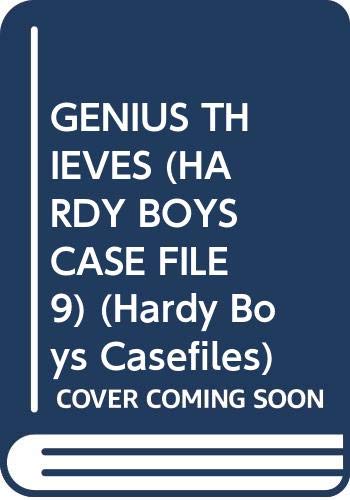 GENIUS TH
IEVES (HA
RDY BOYS
CASE FILE
9) (Hardy Bo
ys Casefiles)
COVER COMING SOON